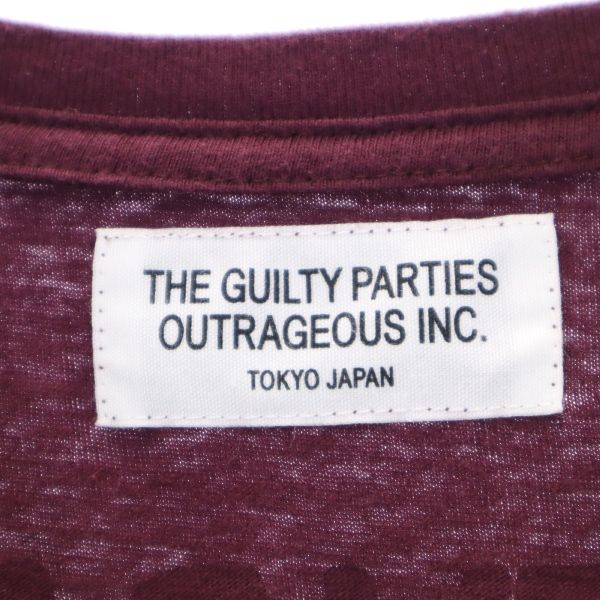 THE GUILTY PARTIES
OUTRAGEOUS INC.
TOKYO JAPAN